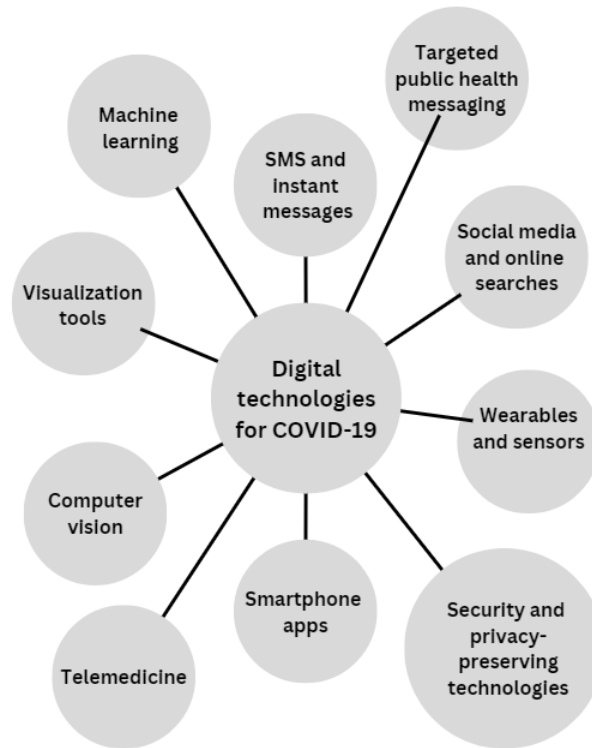 Targeted
public health
messaging
Machine
learning
SMS and
instant
messages
Social media
and online
searches
Visualization
tools
Digital
technologies
for COVID-19
Wearables
and sensors
Computer
vision
Smartphone
apps
Security and
privacy-
preserving
technologies
Telemedicine